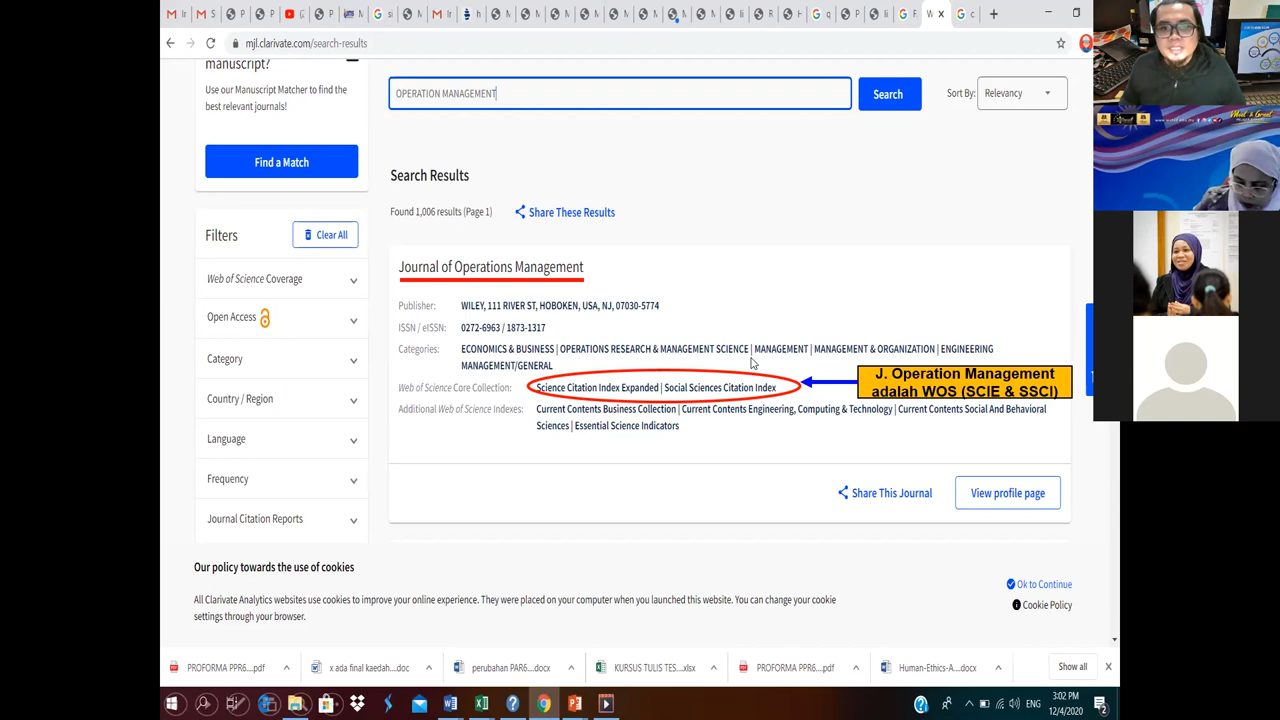 mjl.clarivate.com/search-results
manuscript?
Use our Manuscript Matcher to find the
best relevant journals!
Find a Match
OPERATION MANAGEMENT
Search
Sort By:
Relevancy
Search Results
Found 1,006 results (Page 1)
Share These Results
Filters
Clear All
Web of Science Coverage
Open Access
Category
Country / Region
Language
Frequency
Journal Citation Reports
Journal of Operations Management
Publisher: WILEY, 111 RIVER ST, HOBOKEN, USA, NJ, 07030-5774
ISSN / eISSN: 0272-6963 / 1873-1317
Categories: ECONOMICS & BUSINESS | OPERATIONS RESEARCH & MANAGEMENT SCIENCE | MANAGEMENT | MANAGEMENT & ORGANIZATION | ENGINEERING
MANAGEMENT/GENERAL
Web of Science Core Collection: Science Citation Index Expanded | Social Sciences Citation Index
J. Operation Management
adalah WOS (SCIE & SSCI)
Additional Web of Science Indexes: Current Contents Business Collection | Current Contents Engineering, Computing & Technology | Current Contents Social And Behavioral
Sciences | Essential Science Indicators
Share This Journal
View profile page
Our policy towards the use of cookies
All Clarivate Analytics websites use cookies to improve your online experience. They were placed on your computer when you launched this website. You can change your cookie
settings through your browser.
Ok to Continue
Cookie Policy
PROFORMA PPR6....pdf
x ada final kaedah....doc
perubahan PAR6....docx
KURSUS TULIS TES....xlsx
PROFORMA PPR6....pdf
Human-Ethics-A....docx
Show all
ENG
3:02 PM
12/4/2020
2